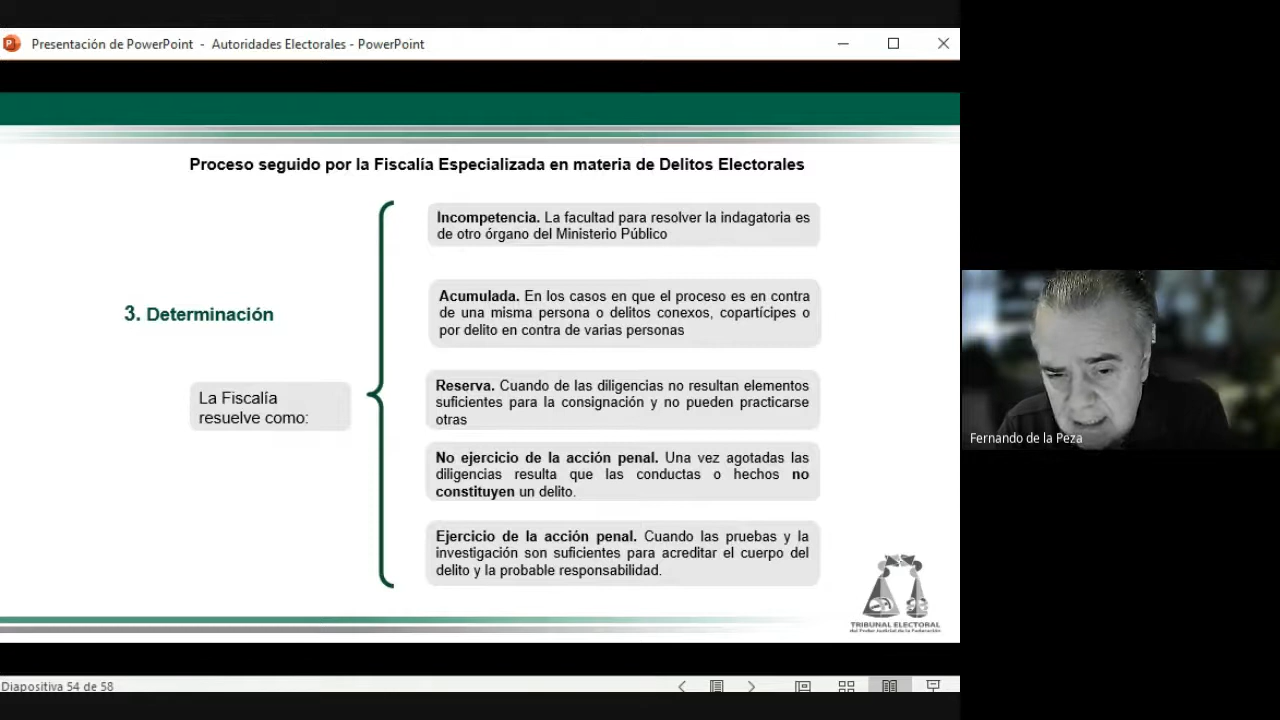 Presentación de PowerPoint - Autoridades Electorales - PowerPoint
Proceso seguido por la Fiscalía Especializada en materia de Delitos Electorales
3. Determinación
La Fiscalía
resuelve como:
Incompetencia. La facultad para resolver la indagatoria es
de otro órgano del Ministerio Público
Acumulada. En los casos en que el proceso es en contra
de una misma persona o delitos conexos, copartícipes o
por delito en contra de varias personas
Reserva. Cuando de las diligencias no resultan elementos
suficientes para la consignación y no pueden practicarse
otras
No ejercicio de la acción penal. Una vez agotadas las
diligencias resulta que las conductas o hechos no
constituyen un delito.
Ejercicio de la acción penal. Cuando las pruebas y la
investigación son suficientes para acreditar el cuerpo del
delito y la probable responsabilidad.
TRIBUNAL ELECTORAL
del Poder Judicial de la Federación
Diapositiva 54 de 58
Fernando de la Peza